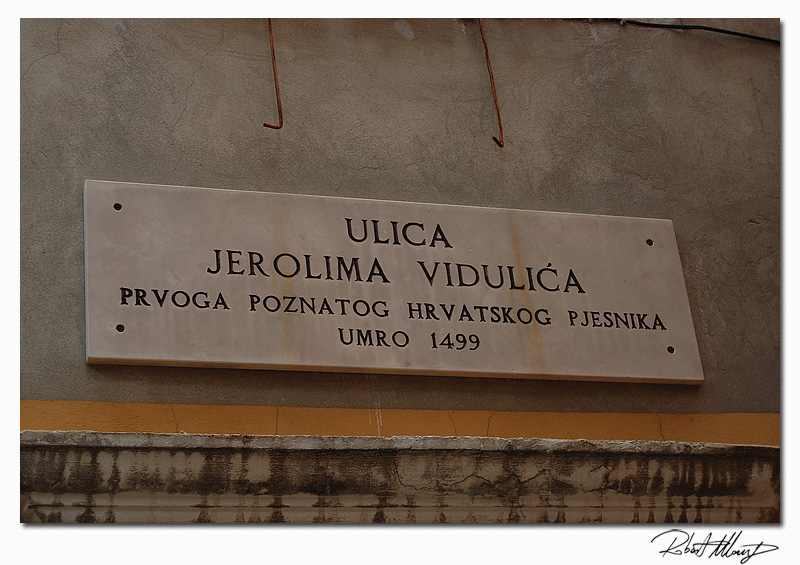 ULICA
JEROLIMA VIDULIĆA
PRVOGA POZNATOG HRVATSKOG PJESNIKA
UMRO 1499